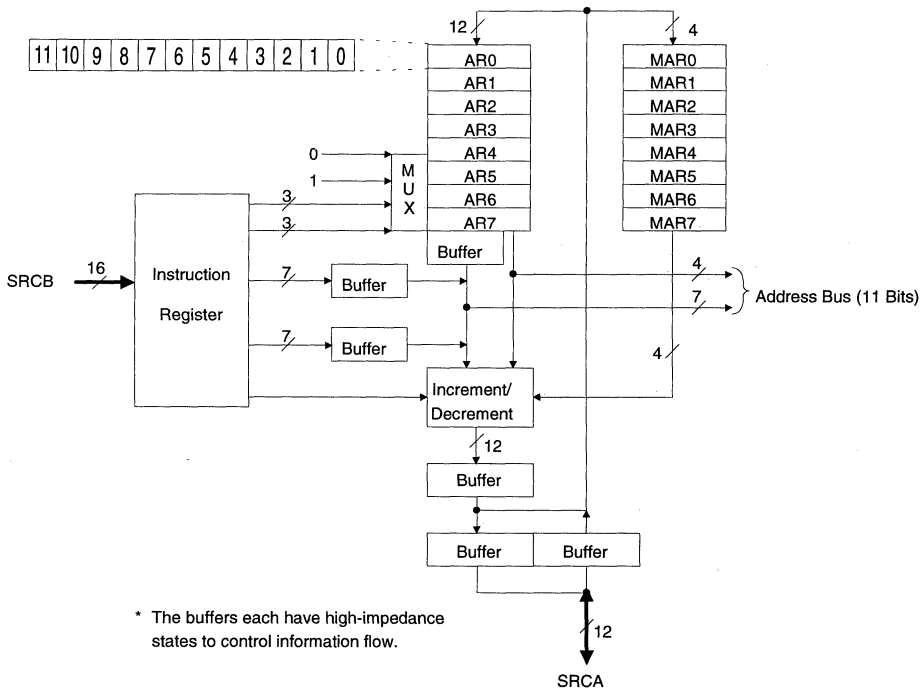 12
4
11 10 9 8 7 6 5 4 3 2 1 0
AR0
MAR0
AR1
MAR1
AR2
MAR2
AR3
MAR3
AR4
MAR4
AR5
MAR5
AR6
MAR6
AR7
MAR7
0
1
3
3
MUX
Buffer
SRCB
16
Instruction
Register
7
Buffer
7
Buffer
4
7
Address Bus (11 Bits)
4
Increment/
Decrement
12
Buffer
Buffer
Buffer
* The buffers each have high-impedance
states to control information flow.
12
SRCA